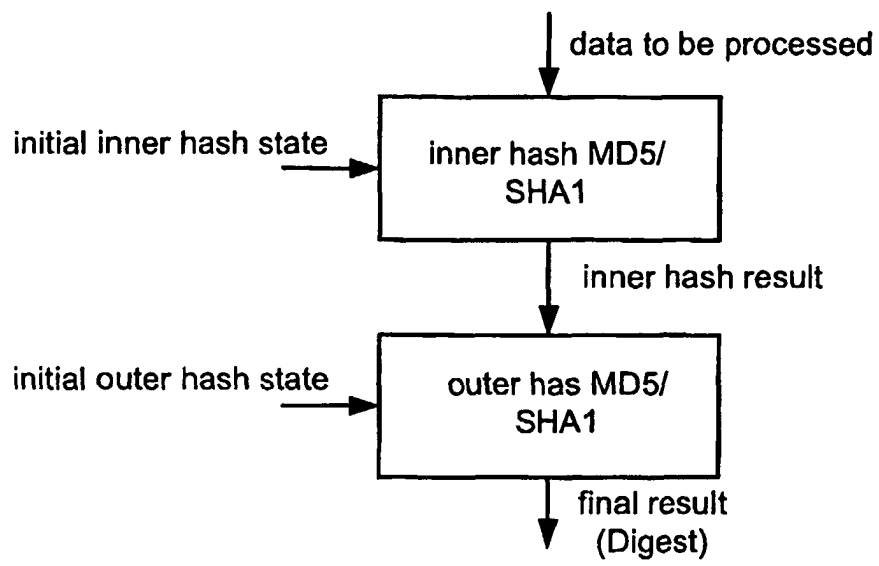 data to be processed
initial inner hash state
inner hash MD5/
SHA1
inner hash result
initial outer hash state
outer has MD5/
SHA1
final result
(Digest)